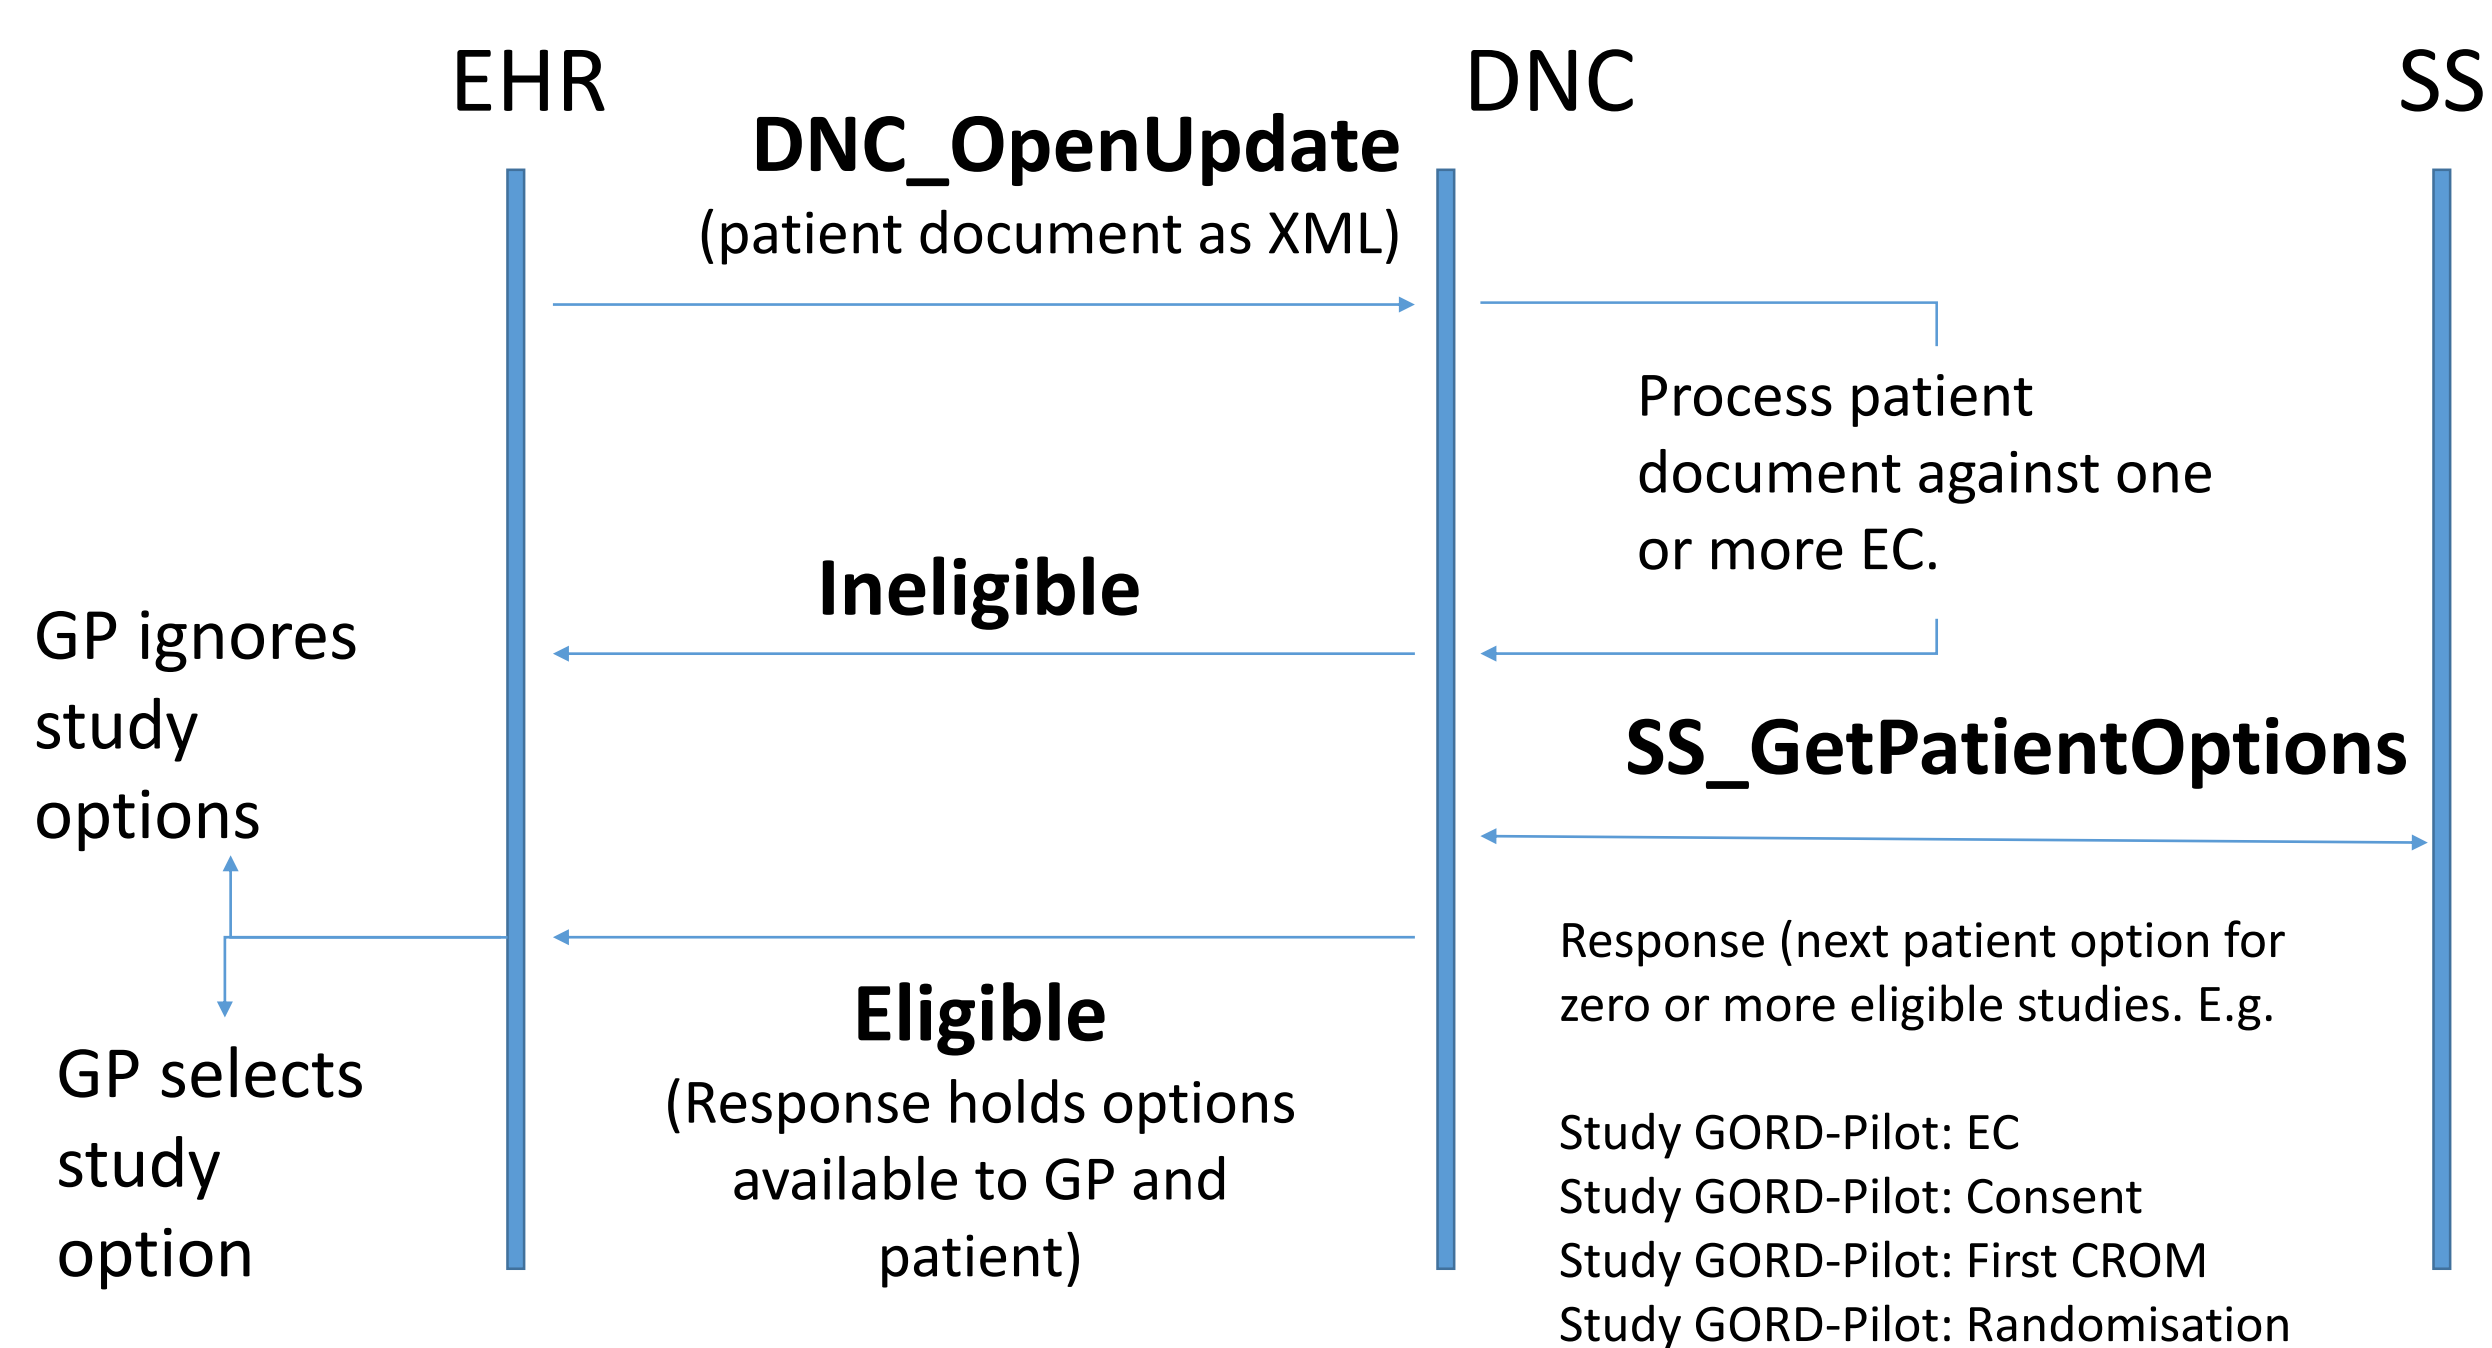 EHR
DNC
SS
DNC_OpenUpdate
(patient document as XML)
Process patient
document against one
or more EC.
Ineligible
GP ignores
study
options
SS_GetPatientOptions
Response (next patient option for
zero or more eligible studies. E.g.
Study GORD-Pilot: EC
Study GORD-Pilot: Consent
Study GORD-Pilot: First CROM
Study GORD-Pilot: Randomisation
Eligible
(Response holds options
available to GP and
patient)
GP selects
study
option